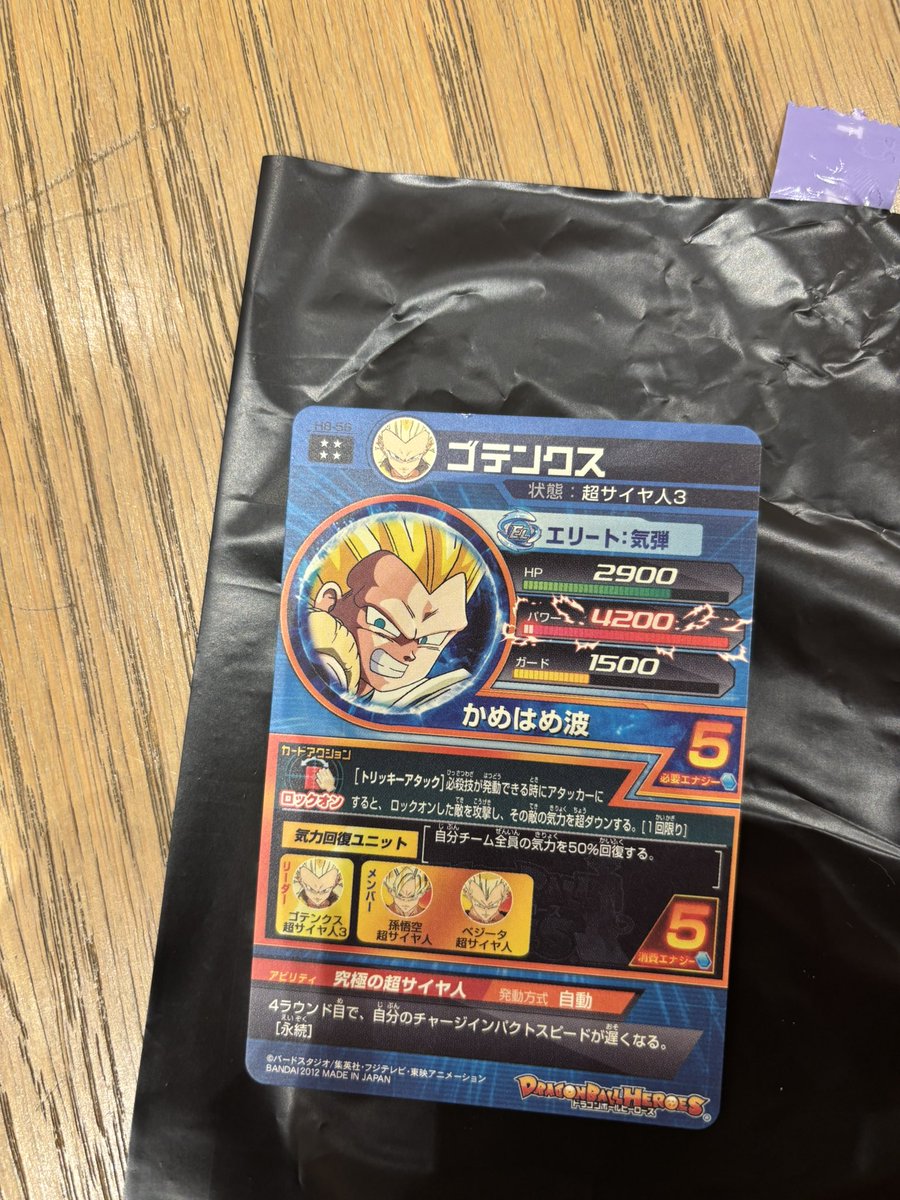 H8-56
ゴテンクス
状態：超サイヤ人3
EL エリート：気弾
HP 2900
パワー 4200
ガード 1500
かめはめ波
5
必要エナジー
カードアクション
ロックオン
[トリッキーアタック]必殺技が発動できる時にアタッカーに
すると、ロックオンした敵を攻撃し、その敵の気力を超ダウンする。[1回限り]
気力回復ユニット
自分チーム全員の気力を50%回復する。
リーダー
ゴテンクス
超サイヤ人3
メンバー
孫悟空
超サイヤ人
ベジータ
超サイヤ人
5
消費エナジー
アビリティ 究極の超サイヤ人 発動方式 自動
4ラウンド目で、自分のチャージインパクトスピードが遅くなる。
[永続]
©バードスタジオ/集英社・フジテレビ・東映アニメーション
BANDAI 2012 MADE IN JAPAN
DRAGONBALL HEROES
ドラゴンボールヒーローズ